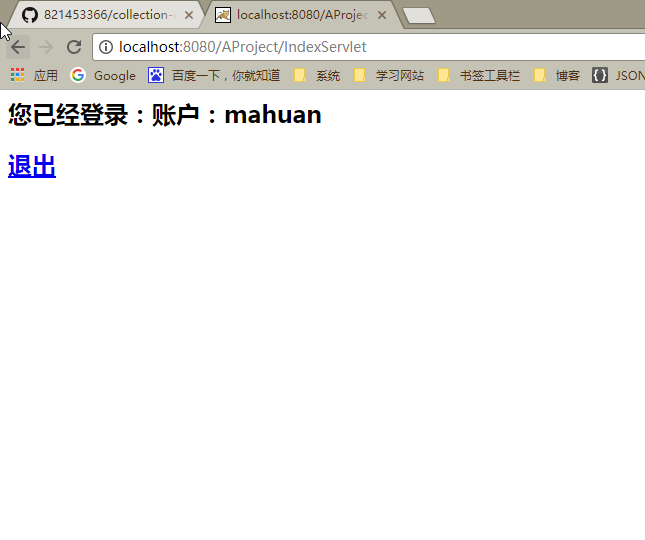 821453366/collection-
localhost:8080/AProjec
localhost:8080/AProject/IndexServlet
应用 Google 百度一下，你就知道 系统 学习网站 书签工具栏 博客 JSON
您已经登录：账户：mahuan
退出